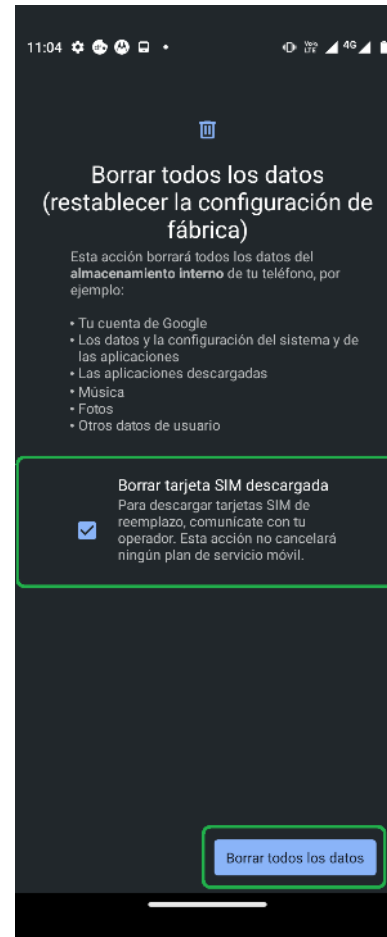 11:04
Vo))
LTE
4G
Borrar todos los datos
(restablecer la configuración de
fábrica)
Esta acción borrará todos los datos del
almacenamiento interno de tu teléfono, por
ejemplo:
• Tu cuenta de Google
• Los datos y la configuración del sistema y de
las aplicaciones
• Las aplicaciones descargadas
• Música
• Fotos
• Otros datos de usuario
Borrar tarjeta SIM descargada
Para descargar tarjetas SIM de
reemplazo, comunícate con tu
operador. Esta acción no cancelará
ningún plan de servicio móvil.
Borrar todos los datos